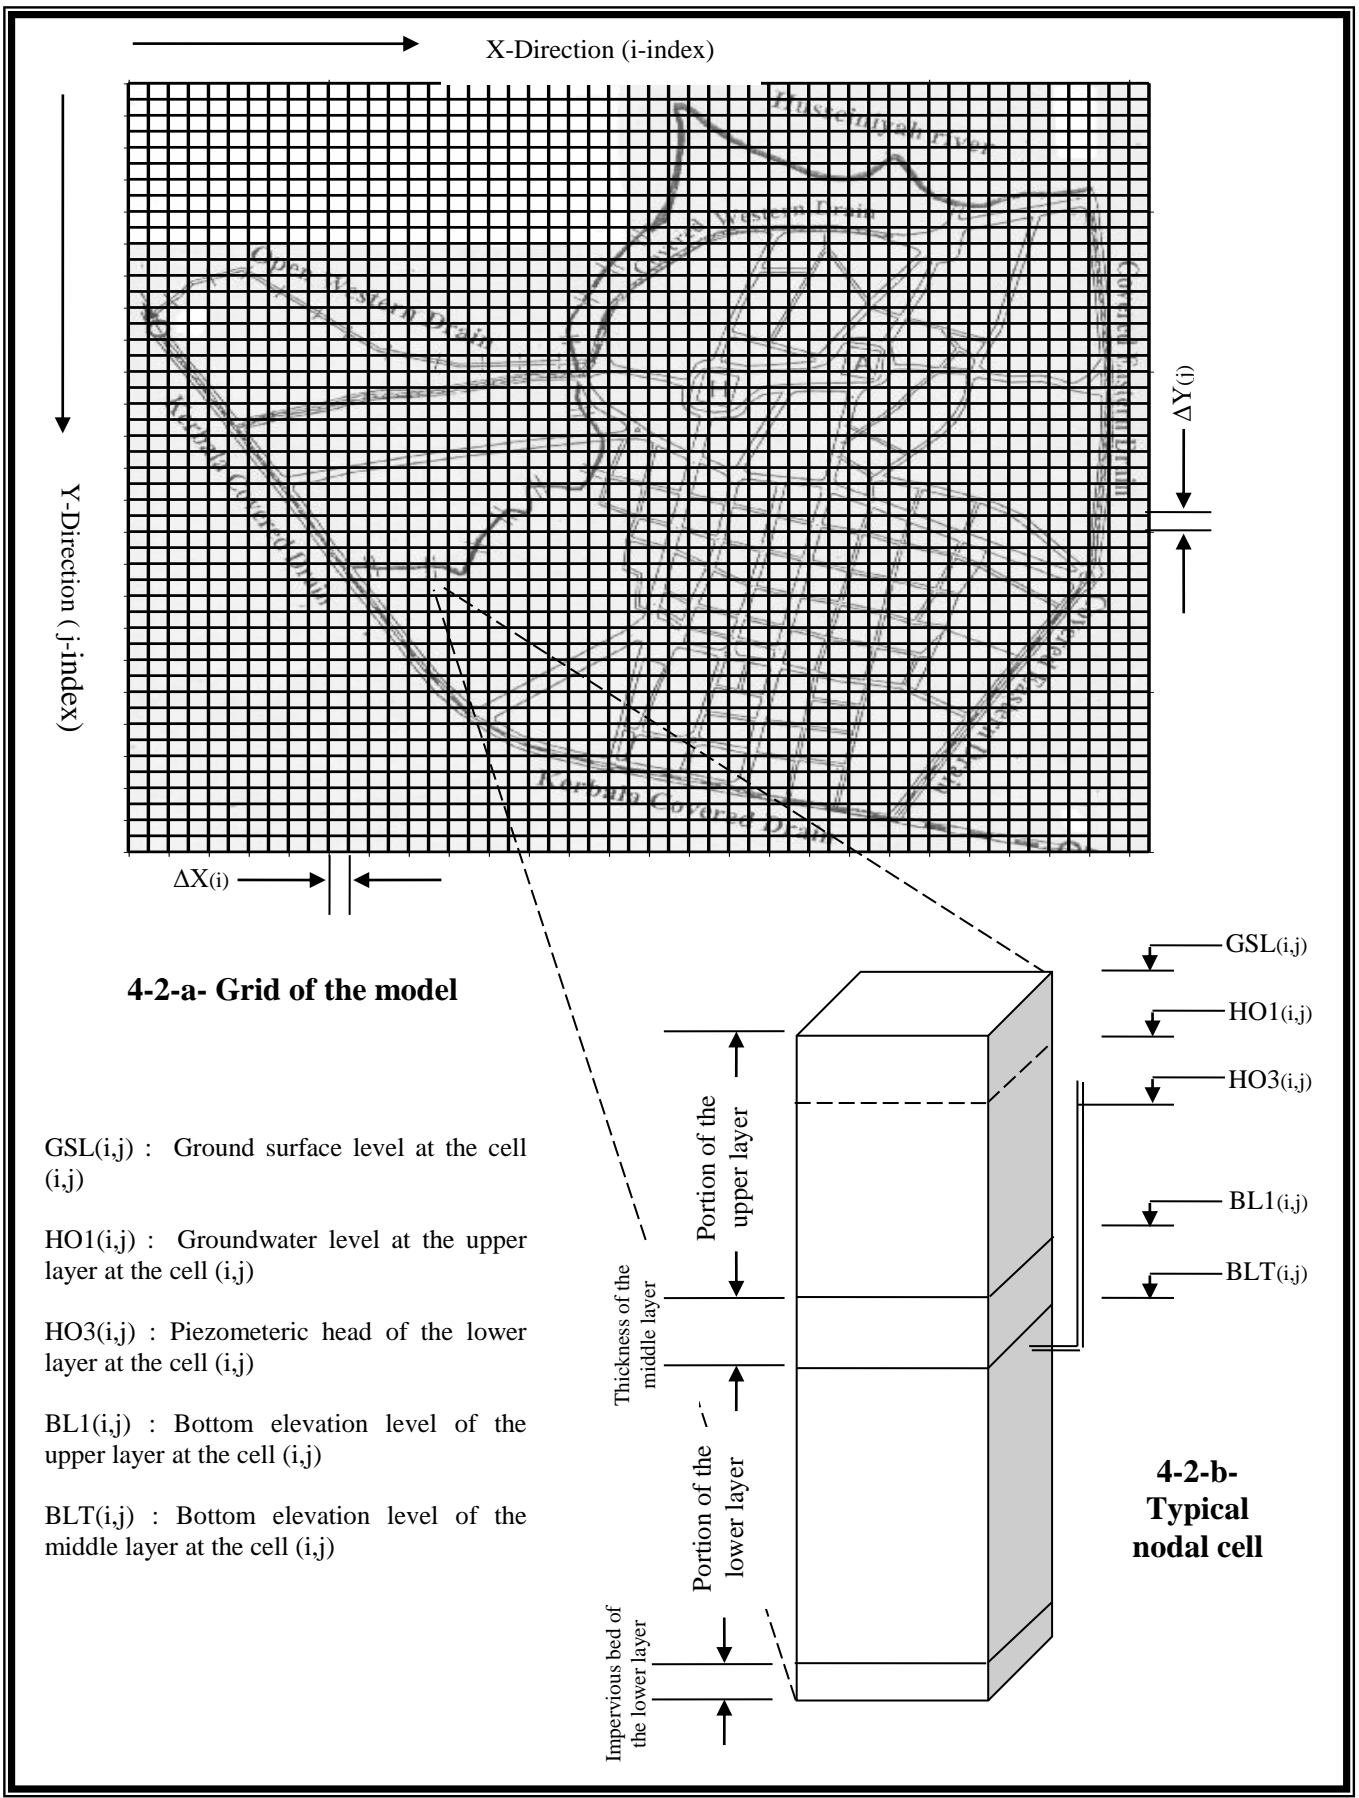 X-Direction (i-index)
Husseiniyah river
Covered Western Drain
Open Western Drain
Covered Eastern Drain
ΔY(j)
H
A
Kerbala Covered Drain
Y-Direction ( j-index)
Covered Eastern Drain
Kerbala Covered Drain
ΔX(i)
4-2-a- Grid of the model
GSL(i,j)
HO1(i,j)
HO3(i,j)
BL1(i,j)
BLT(i,j)
Portion of the
upper layer
Thickness of the
middle layer
Portion of the
lower layer
Impervious bed of
the lower layer
GSL(i,j) : Ground surface level at the cell
(i,j)
HO1(i,j) : Groundwater level at the upper
layer at the cell (i,j)
HO3(i,j) : Piezometeric head of the lower
layer at the cell (i,j)
BL1(i,j) : Bottom elevation level of the
upper layer at the cell (i,j)
BLT(i,j) : Bottom elevation level of the
middle layer at the cell (i,j)
4-2-b-
Typical
nodal cell